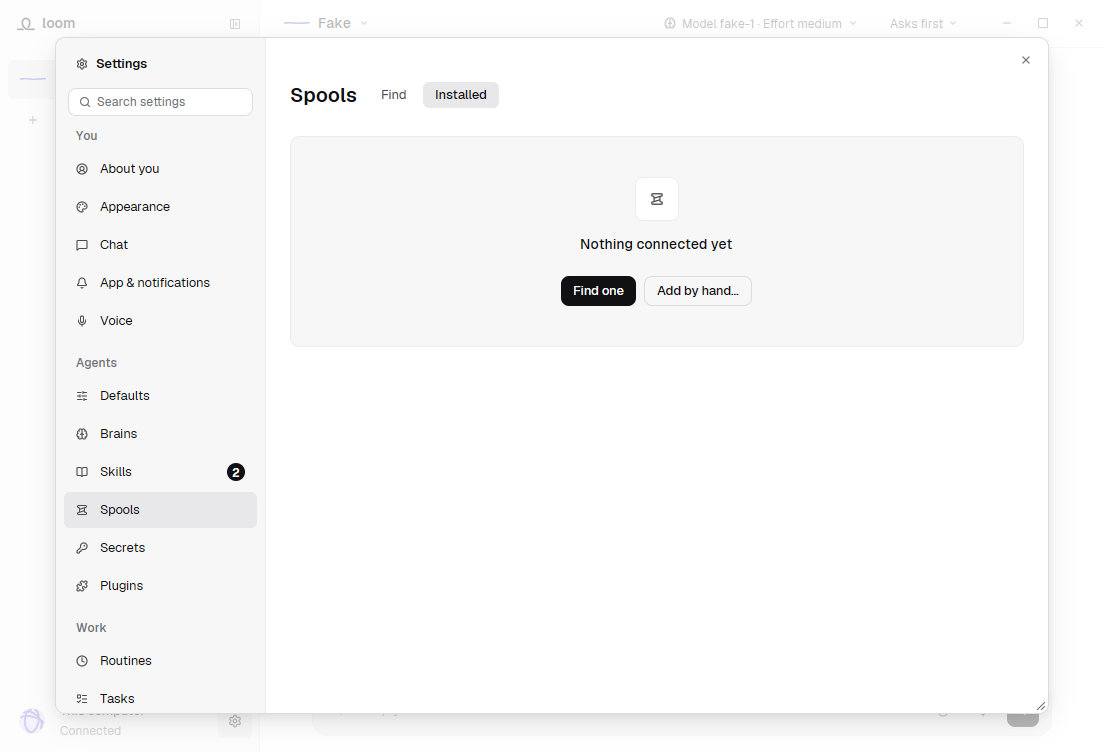 loom
Fake
Model fake-1 · Effort medium
Asks first
Settings
Search settings
You
About you
Appearance
Chat
App & notifications
Voice
Agents
Defaults
Brains
Skills
2
Spools
Secrets
Plugins
Work
Routines
Tasks
Connected
Spools
Find
Installed
Nothing connected yet
Find one
Add by hand...